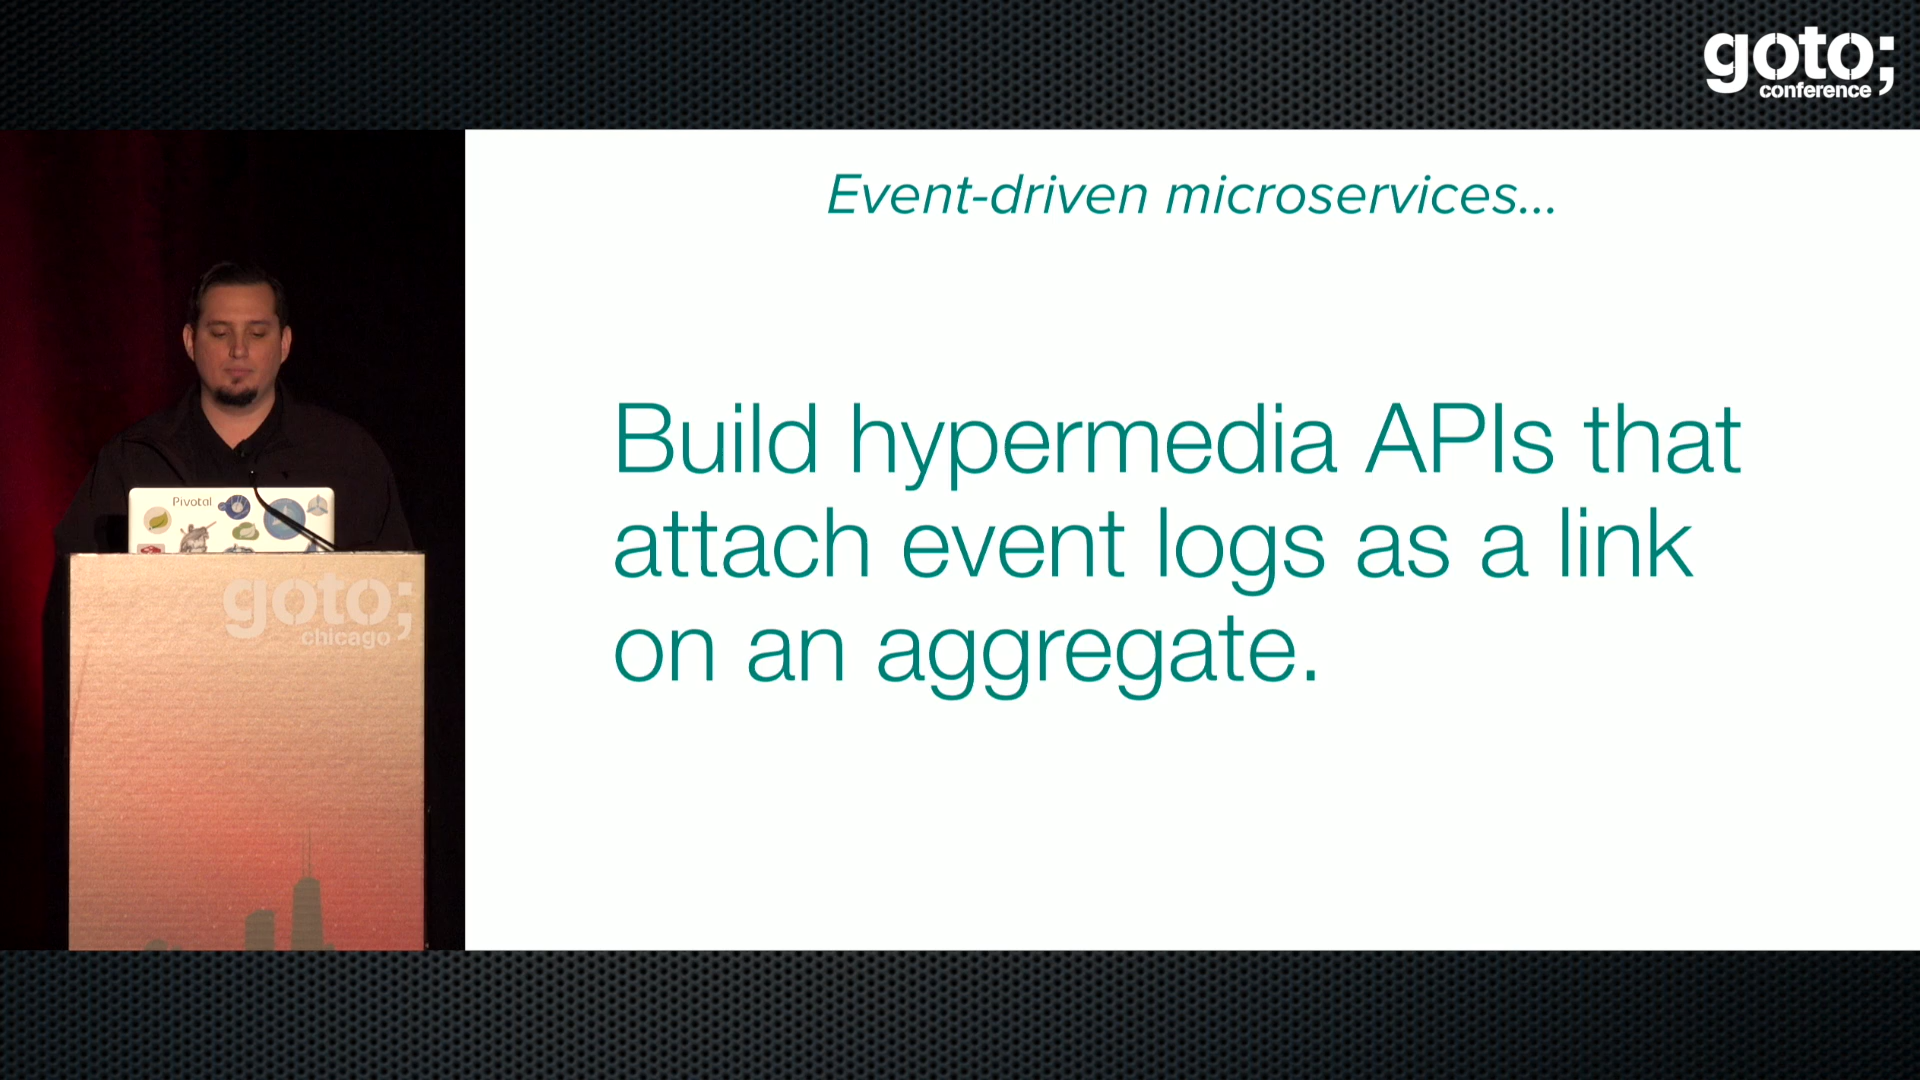 goto;
conference
Event-driven microservices...
Build hypermedia APIs that
attach event logs as a link
on an aggregate.
Pivotal
goto;
chicago